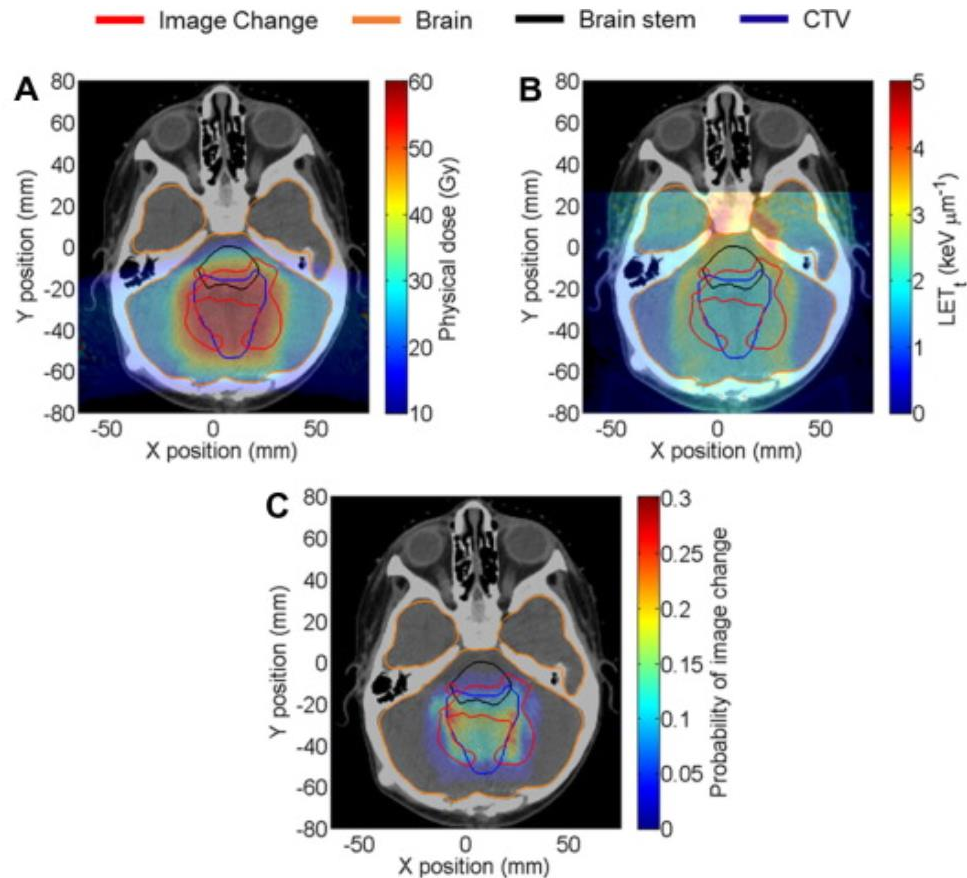 Image Change Brain Brain stem CTV
A
80
60
40
20
0
-20
-40
-60
-80
Y position (mm)
-50 0 50
X position (mm)
60
50
40
30
20
10
Physical dose (Gy)
B
80
60
40
20
0
-20
-40
-60
-80
Y position (mm)
-50 0 50
X position (mm)
5
4
3
2
1
0
LETt (keV μm-1)
C
80
60
40
20
0
-20
-40
-60
-80
Y position (mm)
-50 0 50
X position (mm)
0.3
0.25
0.2
0.15
0.1
0.05
0
Probability of image change